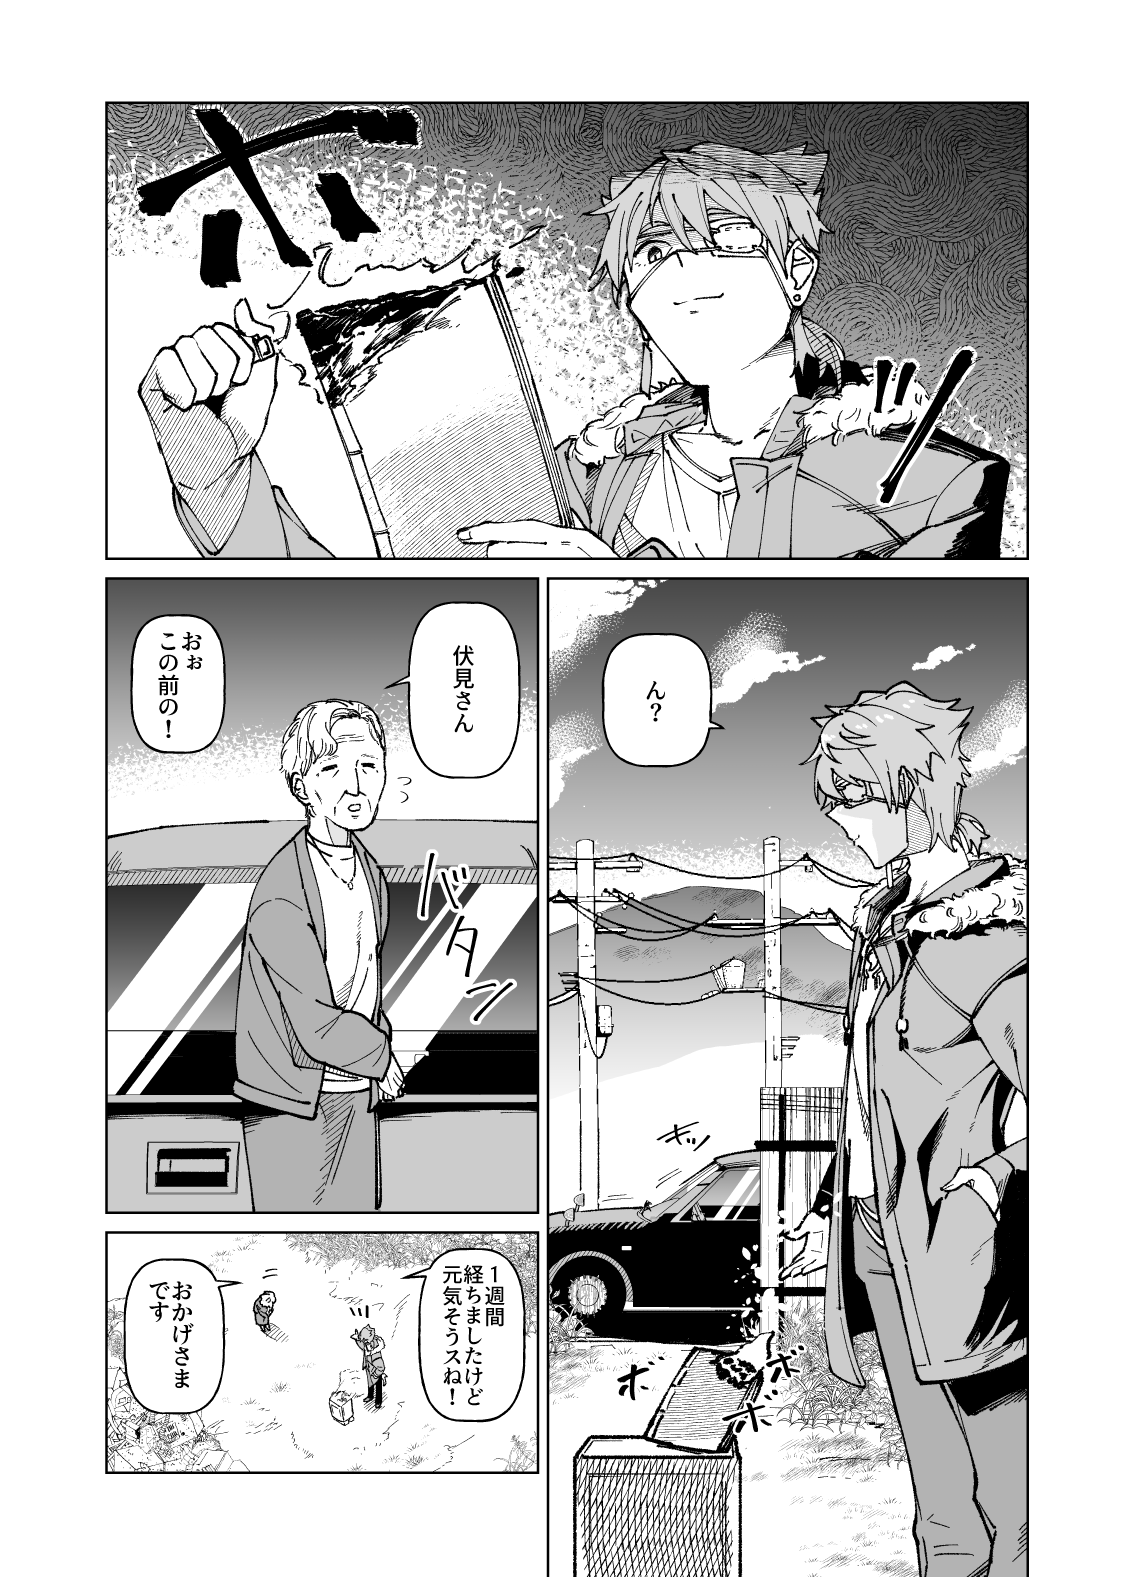 ボッ
ん?
キッ
ボ
ボボ
伏見さん
おぉ
この前の!
バタン
1週間
経ちましたけど
元気そうスね!
おかげさま
です